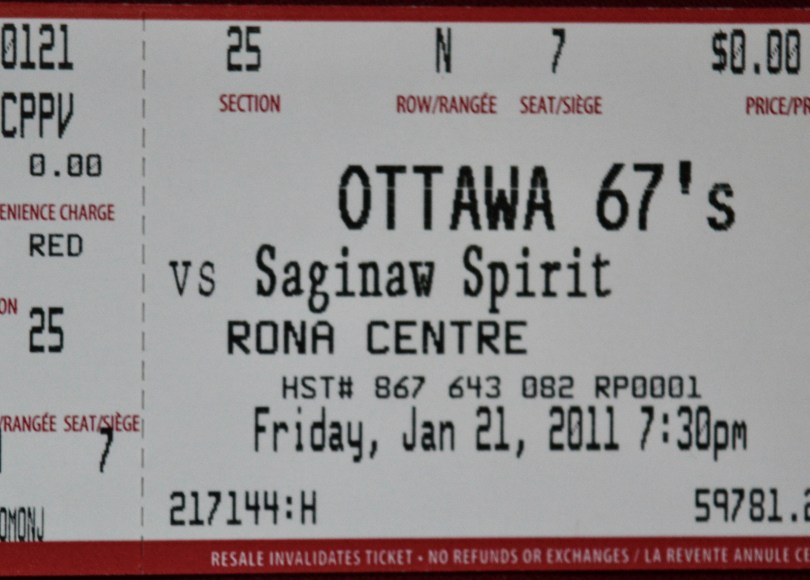 0121
CPPV
0.00
ENIENCE CHARGE
RED
ON
25
/RANGÉE SEAT/SIÈGE
7
OMONJ
25 N 7 $0.00
SECTION ROW/RANGÉE SEAT/SIÈGE PRICE/PR
OTTAWA 67's
vs Saginaw Spirit
RONA CENTRE
HST# 867 643 082 RP0001
Friday, Jan 21, 2011 7:30pm
217144:H 59781.2
RESALE INVALIDATES TICKET • NO REFUNDS OR EXCHANGES / LA REVENTE ANNULE CE